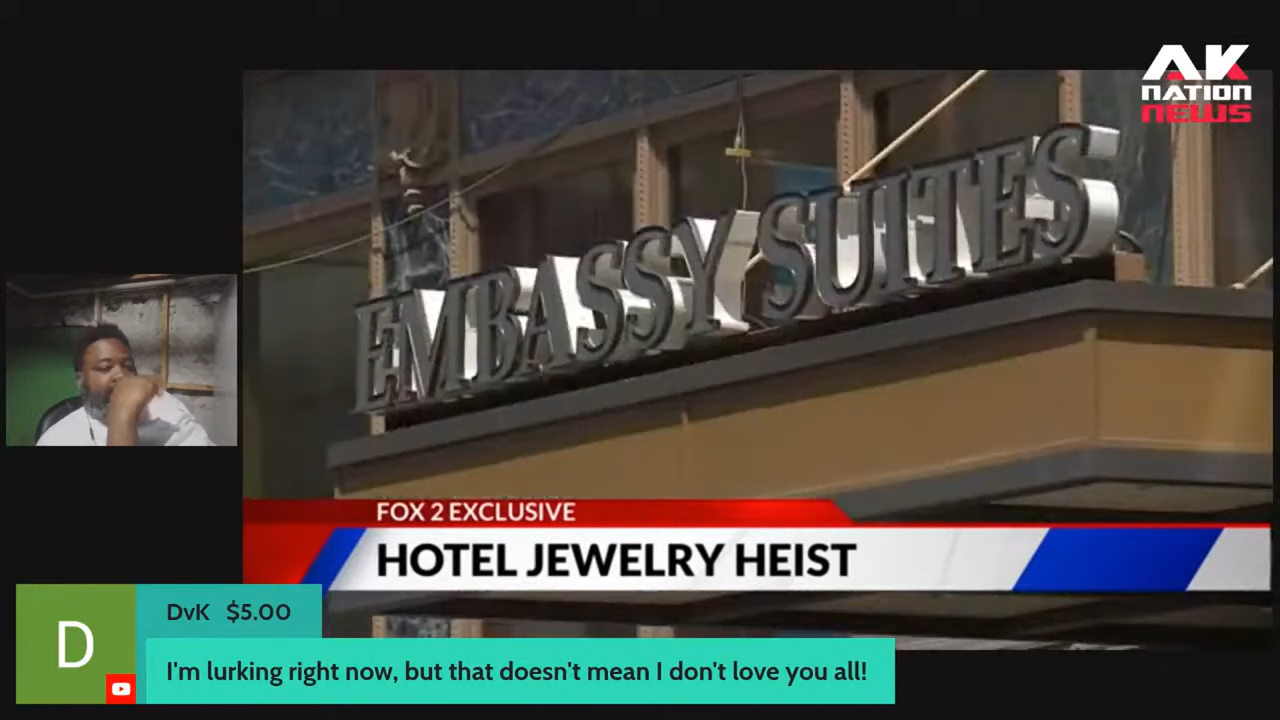 AK
NATION
NEWS
EMBASSY SUITES
FOX 2 EXCLUSIVE
HOTEL JEWELRY HEIST
D
DvK $5.00
I'm lurking right now, but that doesn't mean I don't love you all!